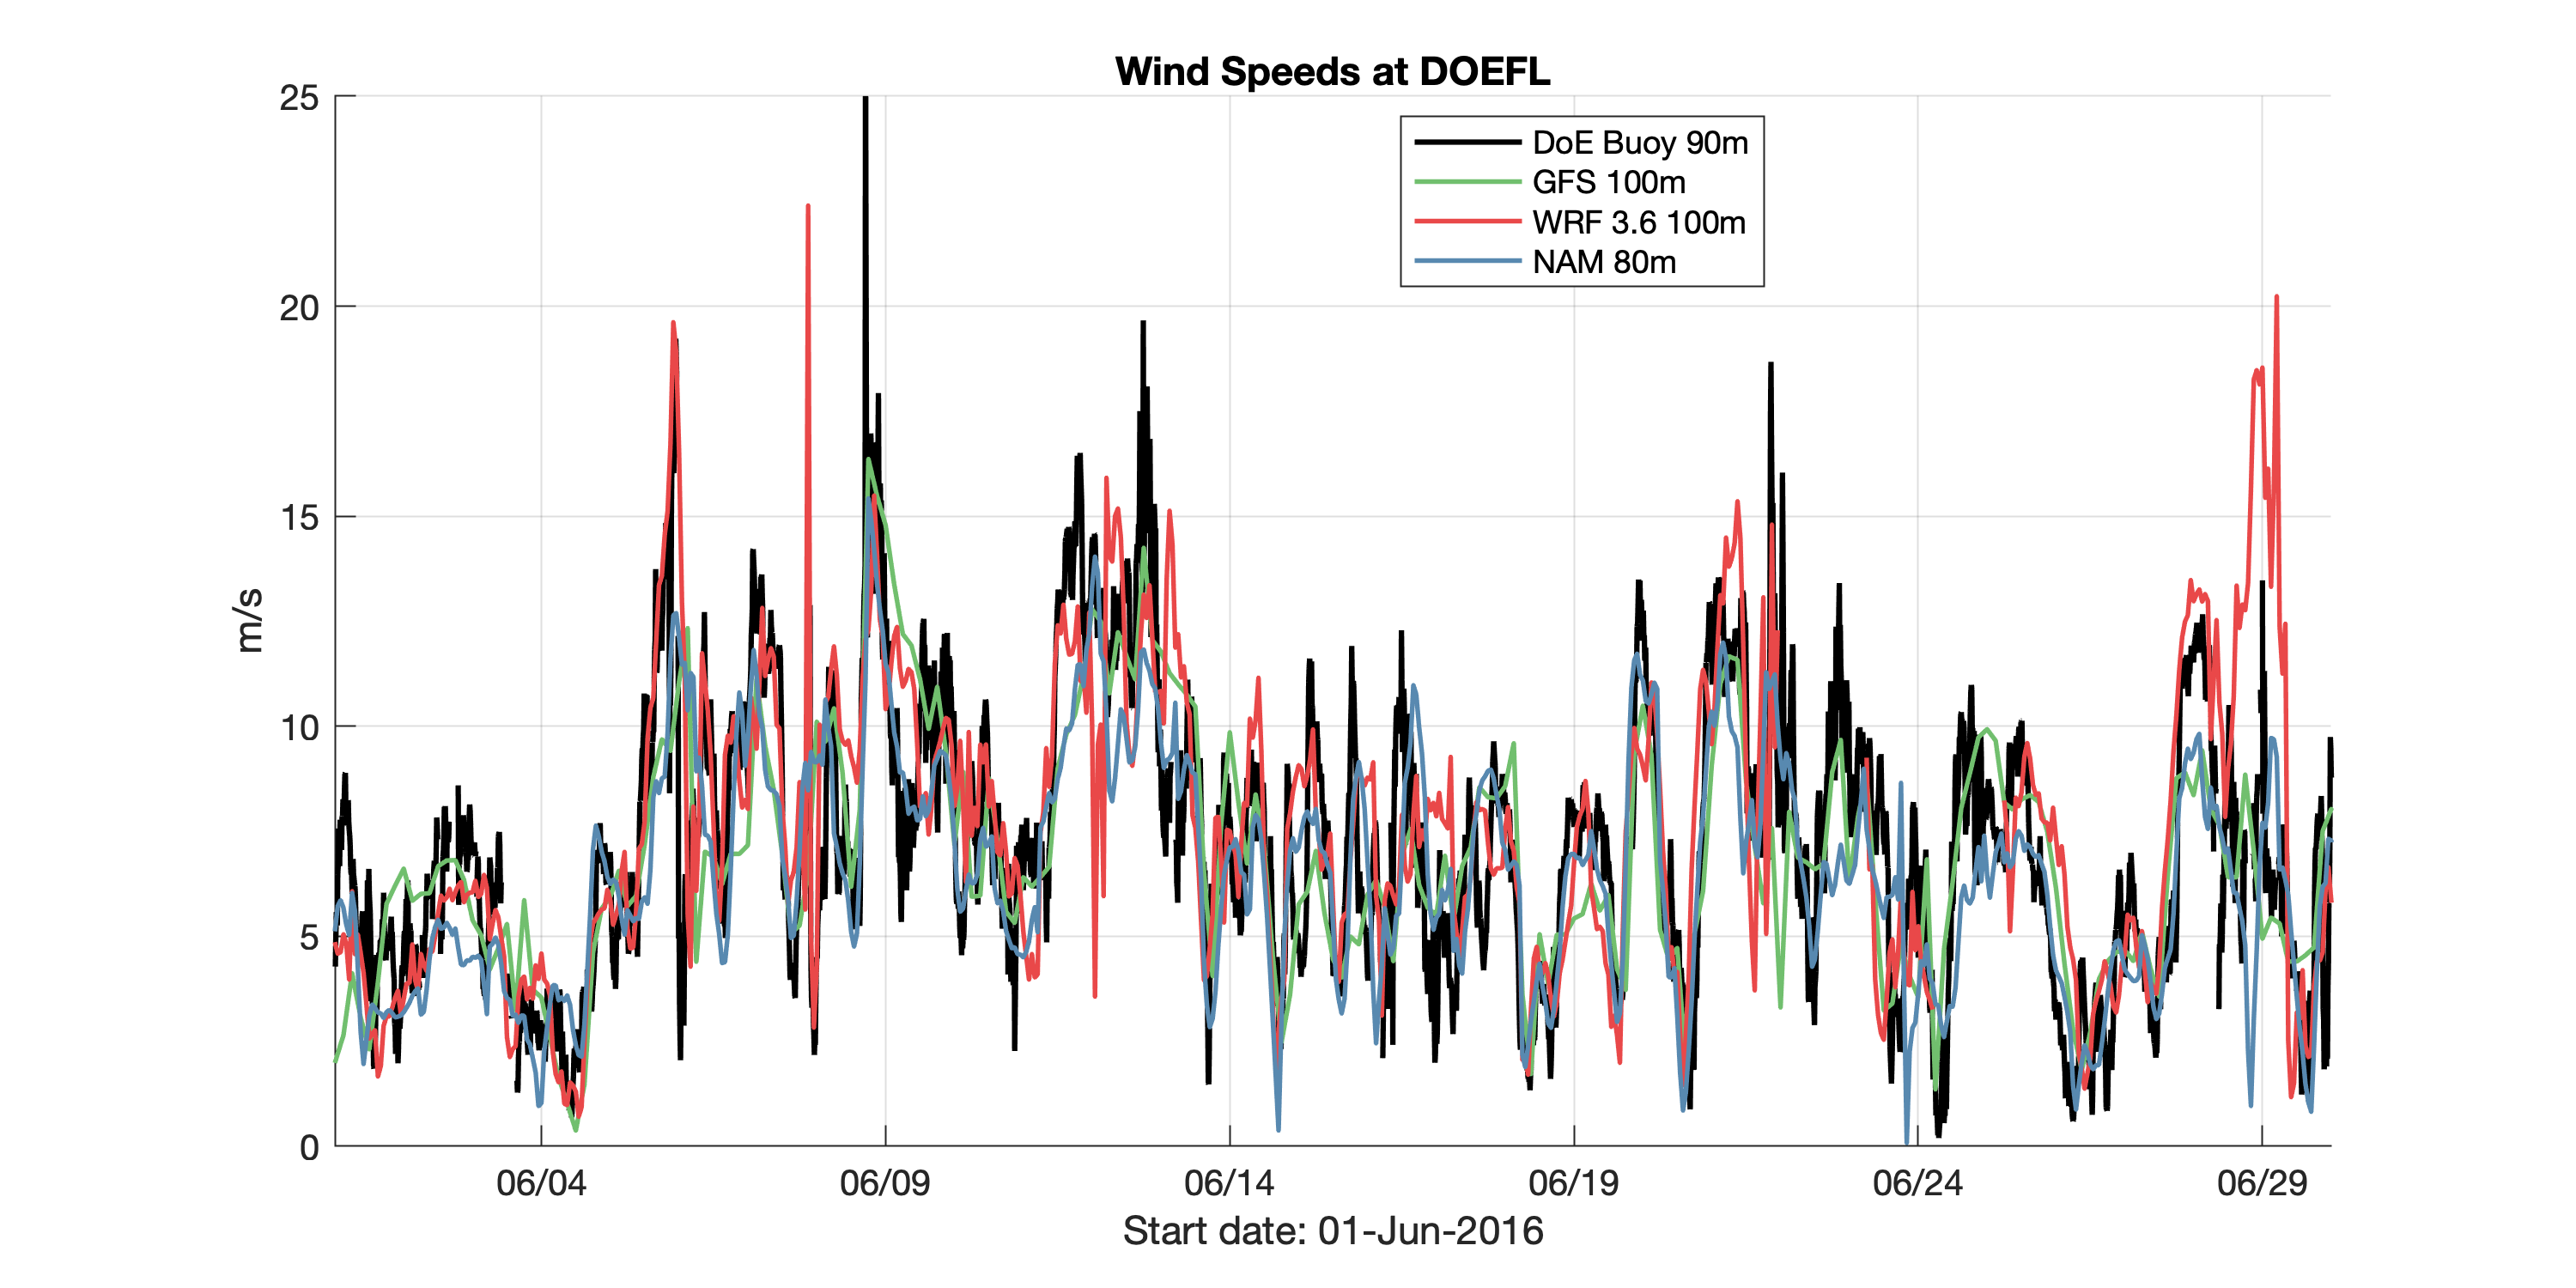 Wind Speeds at DOEFL
25
20
15
10
5
0
m/s
DoE Buoy 90m
GFS 100m
WRF 3.6 100m
NAM 80m
06/04 06/09 06/14 06/19 06/24 06/29
Start date: 01-Jun-2016